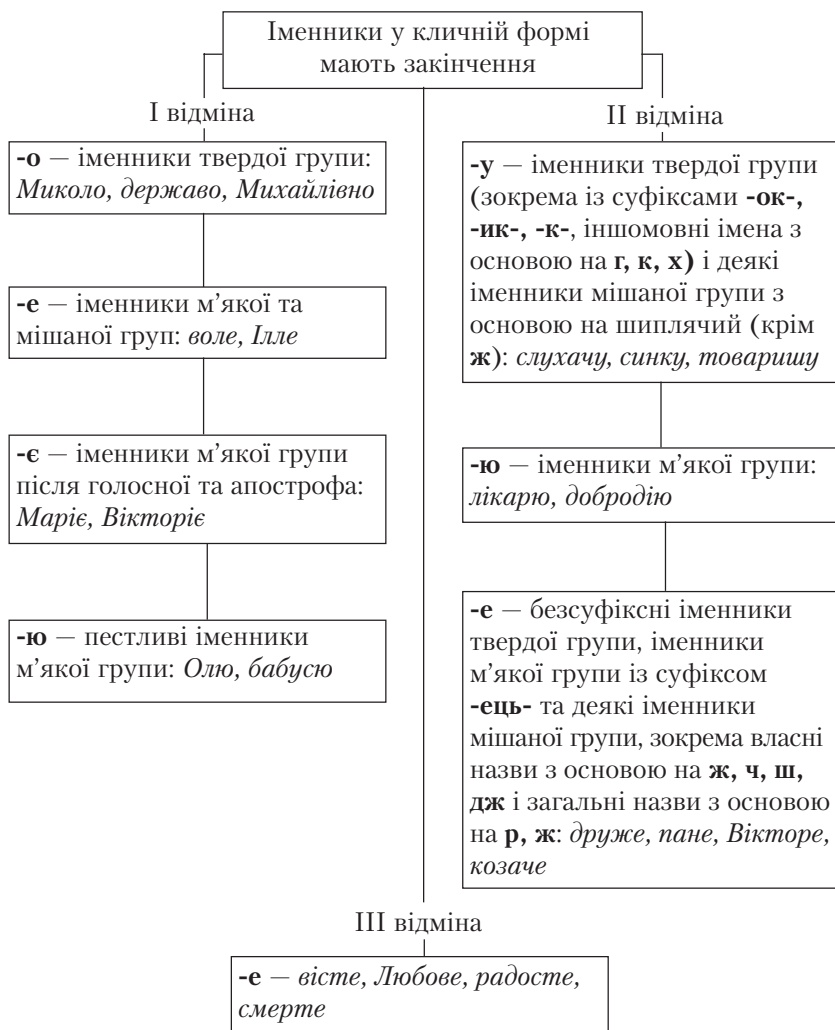 Іменники у кличній формі
мають закінчення
І відміна
-о — іменники твердої групи:
Миколо, державо, Михайлівно
-е — іменники м'якої та
мішаної груп: воле, Ілле
-є — іменники м'якої групи
після голосної та апострофа:
Маріє, Вікторіє
-ю — пестливі іменники
м'якої групи: Олю, бабусю
ІІ відміна
-у — іменники твердої групи
(зокрема із суфіксами -ок-,
-ик-, -к-, іншомовні імена з
основою на г, к, х) і деякі
іменники мішаної групи з
основою на шиплячий (крім
ж): слухачу, синку, товаришу
-ю — іменники м'якої групи:
лікарю, добродію
-е — безсуфіксні іменники
твердої групи, іменники
м'якої групи із суфіксом
-ець- та деякі іменники
мішаної групи, зокрема власні
назви з основою на ж, ч, ш,
дж і загальні назви з основою
на р, ж: друже, пане, Вікторе,
козаче
ІІІ відміна
-е — вісте, Любове, радосте,
смерте